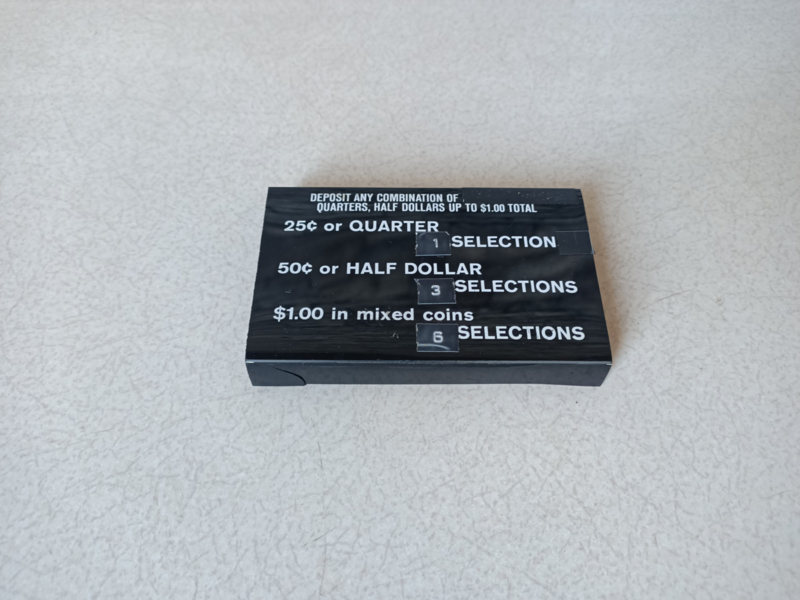 DEPOSIT ANY COMBINATION OF
QUARTERS, HALF DOLLARS UP TO $1.00 TOTAL
25¢ or QUARTER
1 SELECTION
50¢ or HALF DOLLAR
3 SELECTIONS
$1.00 in mixed coins
6 SELECTIONS